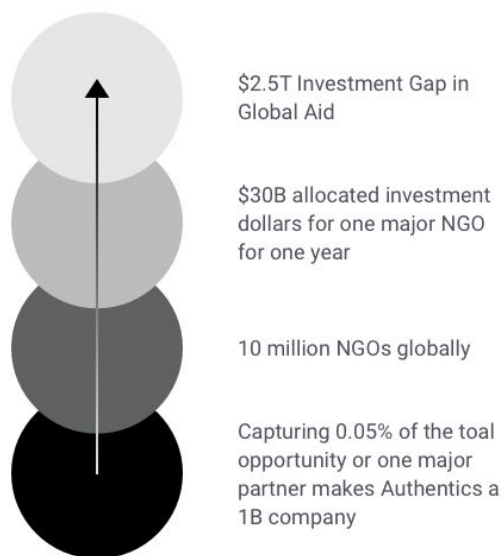 $2.5T Investment Gap in
Global Aid
$30B allocated investment
dollars for one major NGO
for one year
10 million NGOs globally
Capturing 0.05% of the toal
opportunity or one major
partner makes Authentics a
1B company